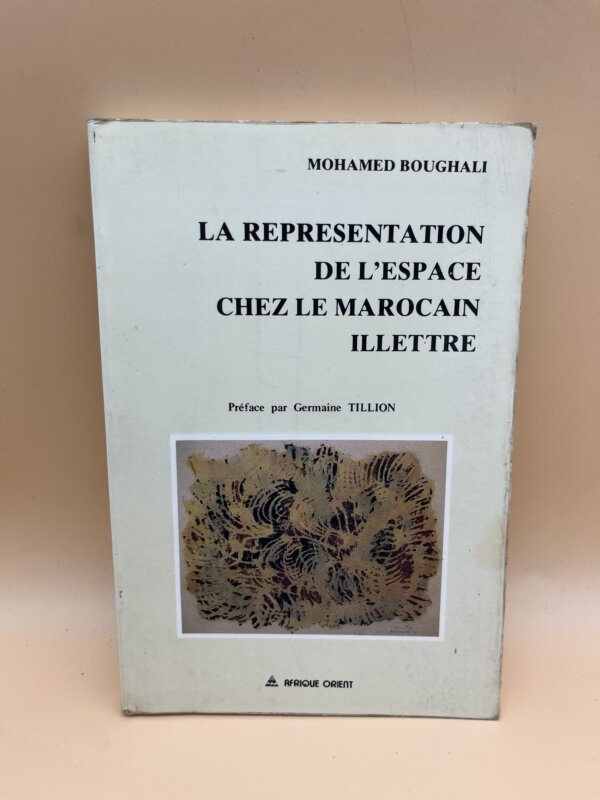 MOHAMED BOUGHALI
LA REPRESENTATION
DE L'ESPACE
CHEZ LE MAROCAIN
ILLETTRE
Préface par Germaine TILLION
AFRIQUE ORIENT